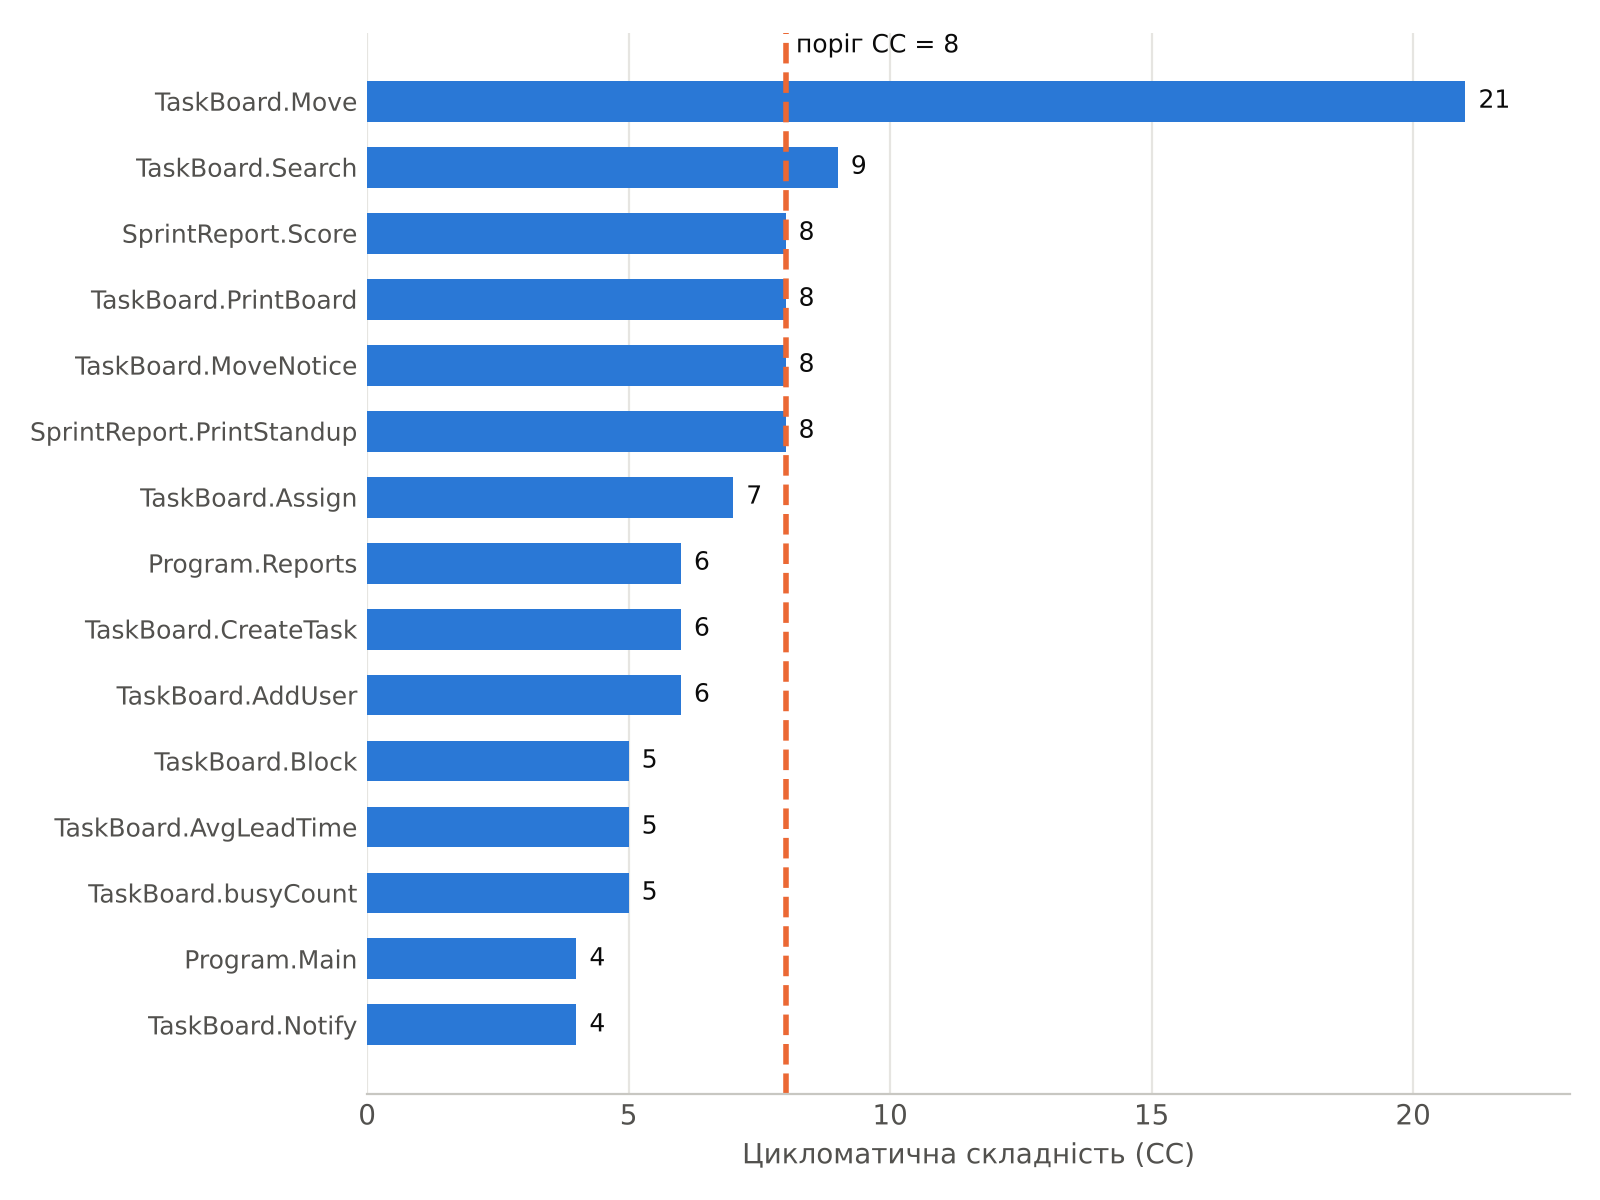 поріг CC = 8
TaskBoard.Move 21
TaskBoard.Search 9
SprintReport.Score 8
TaskBoard.PrintBoard 8
TaskBoard.MoveNotice 8
SprintReport.PrintStandup 8
TaskBoard.Assign 7
Program.Reports 6
TaskBoard.CreateTask 6
TaskBoard.AddUser 6
TaskBoard.Block 5
TaskBoard.AvgLeadTime 5
TaskBoard.busyCount 5
Program.Main 4
TaskBoard.Notify 4
0 5 10 15 20
Цикломатична складність (CC)